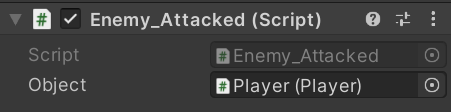 Enemy_Attacked (Script)
Script Enemy_Attacked
Object Player (Player)